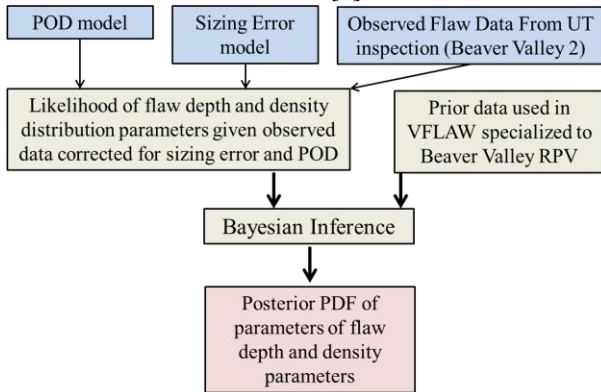 POD model
Sizing Error
model
Observed Flaw Data From UT
inspection (Beaver Valley 2)
Likelihood of flaw depth and density
distribution parameters given observed
data corrected for sizing error and POD
Prior data used in
VFLAW specialized to
Beaver Valley RPV
Bayesian Inference
Posterior PDF of
parameters of flaw
depth and density
parameters